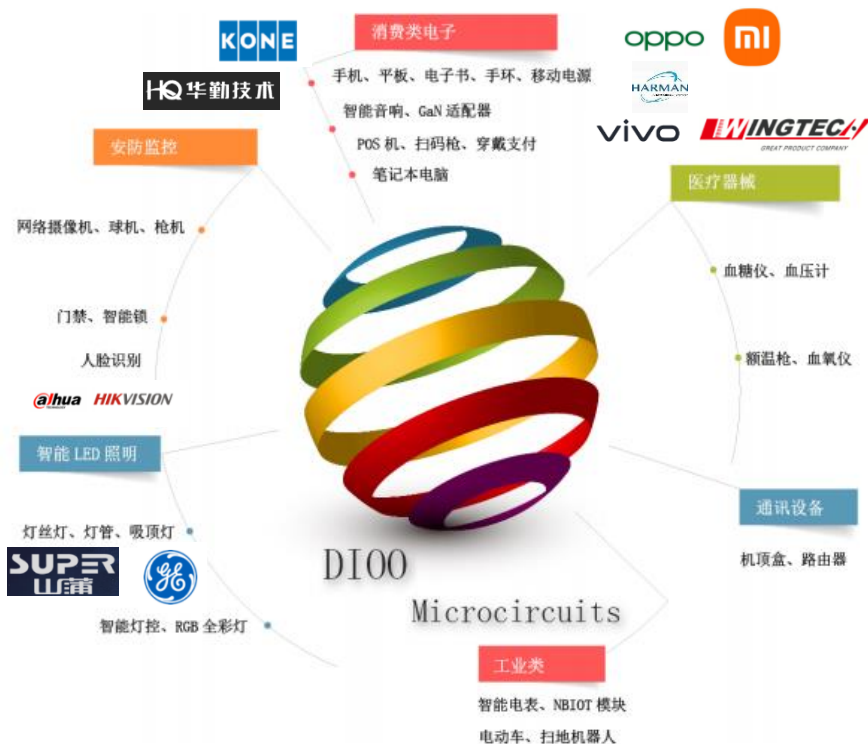 KONE
消费类电子
oppo
mi
HQ 华勤技术
手机、平板、电子书、手环、移动电源
HARMAN
智能音响、GaN 适配器
vivo
WINGTECH
GREAT PRODUCT COMPANY
安防监控
POS 机、扫码枪、穿戴支付
笔记本电脑
医疗器械
网络摄像机、球机、枪机
血糖仪、血压计
门禁、智能锁
人脸识别
额温枪、血氧仪
alhua
TECHNOLOGY
HIKVISION
智能 LED 照明
通讯设备
灯丝灯、灯管、吸顶灯
机顶盒、路由器
SUPER
山蒲
GE
DIOO
Microcircuits
智能灯控、RGB 全彩灯
工业类
智能电表、NBIOT 模块
电动车、扫地机器人